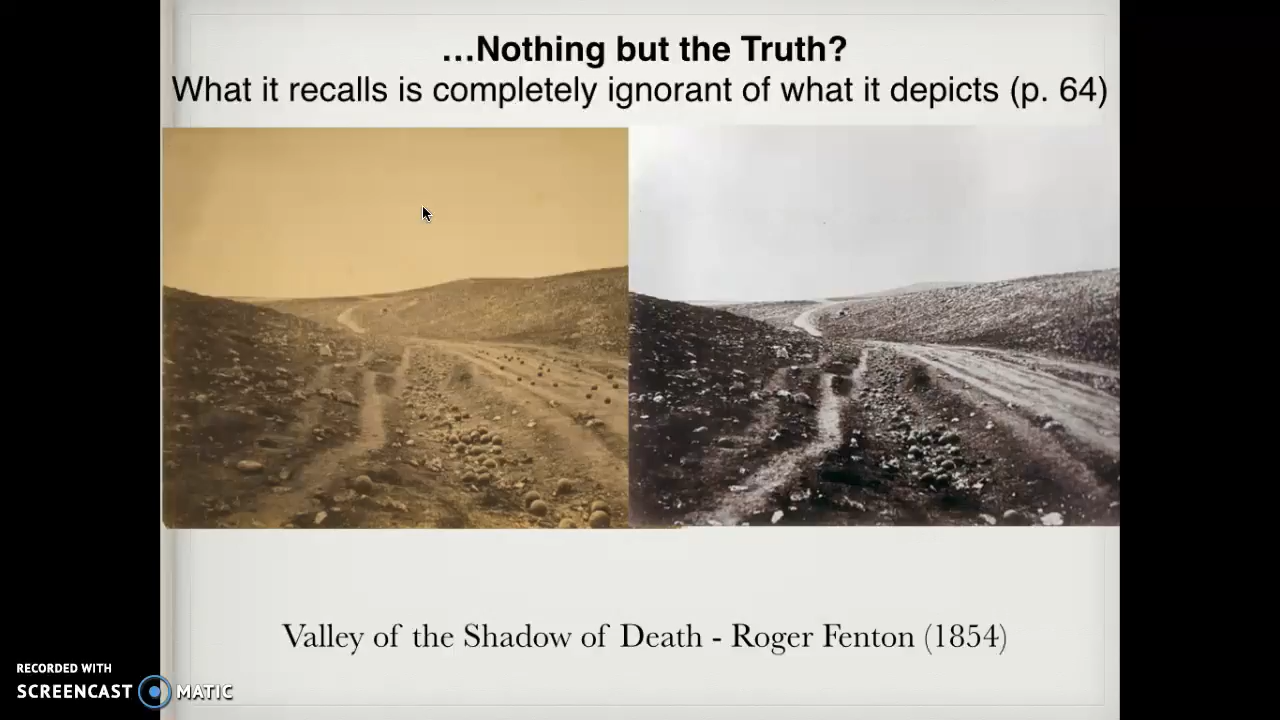 …Nothing but the Truth?
What it recalls is completely ignorant of what it depicts (p. 64)
Valley of the Shadow of Death - Roger Fenton (1854)
RECORDED WITH
SCREENCAST MATIC